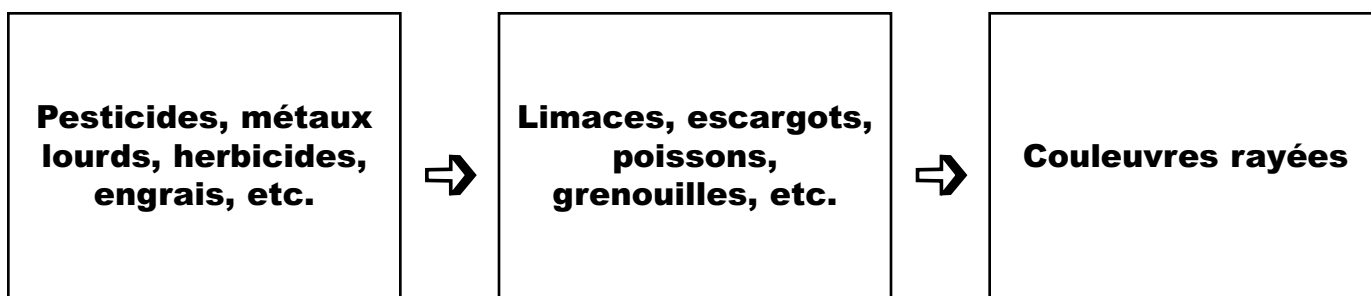 Pesticides, métaux
lourds, herbicides,
engrais, etc.
Limaces, escargots,
poissons,
grenouilles, etc.
Couleuvres rayées